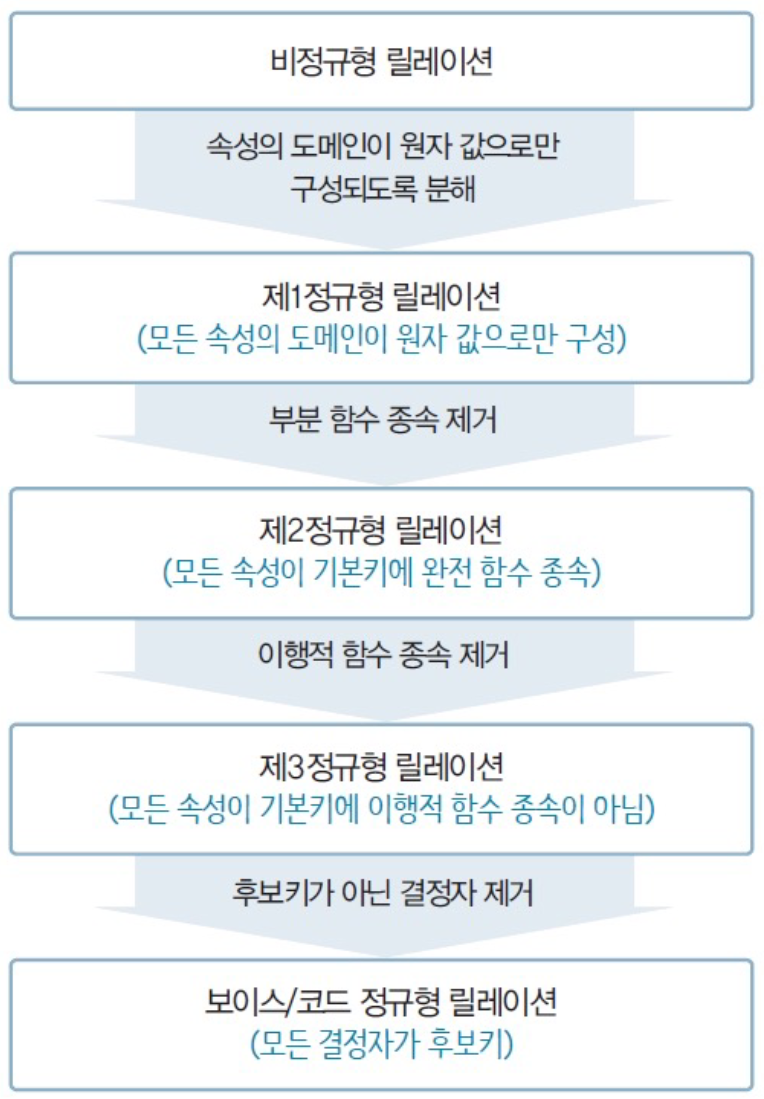 비정규형 릴레이션
속성의 도메인이 원자 값으로만
구성되도록 분해
제1정규형 릴레이션
(모든 속성의 도메인이 원자 값으로만 구성)
부분 함수 종속 제거
제2정규형 릴레이션
(모든 속성이 기본키에 완전 함수 종속)
이행적 함수 종속 제거
제3정규형 릴레이션
(모든 속성이 기본키에 이행적 함수 종속이 아님)
후보키가 아닌 결정자 제거
보이스/코드 정규형 릴레이션
(모든 결정자가 후보키)